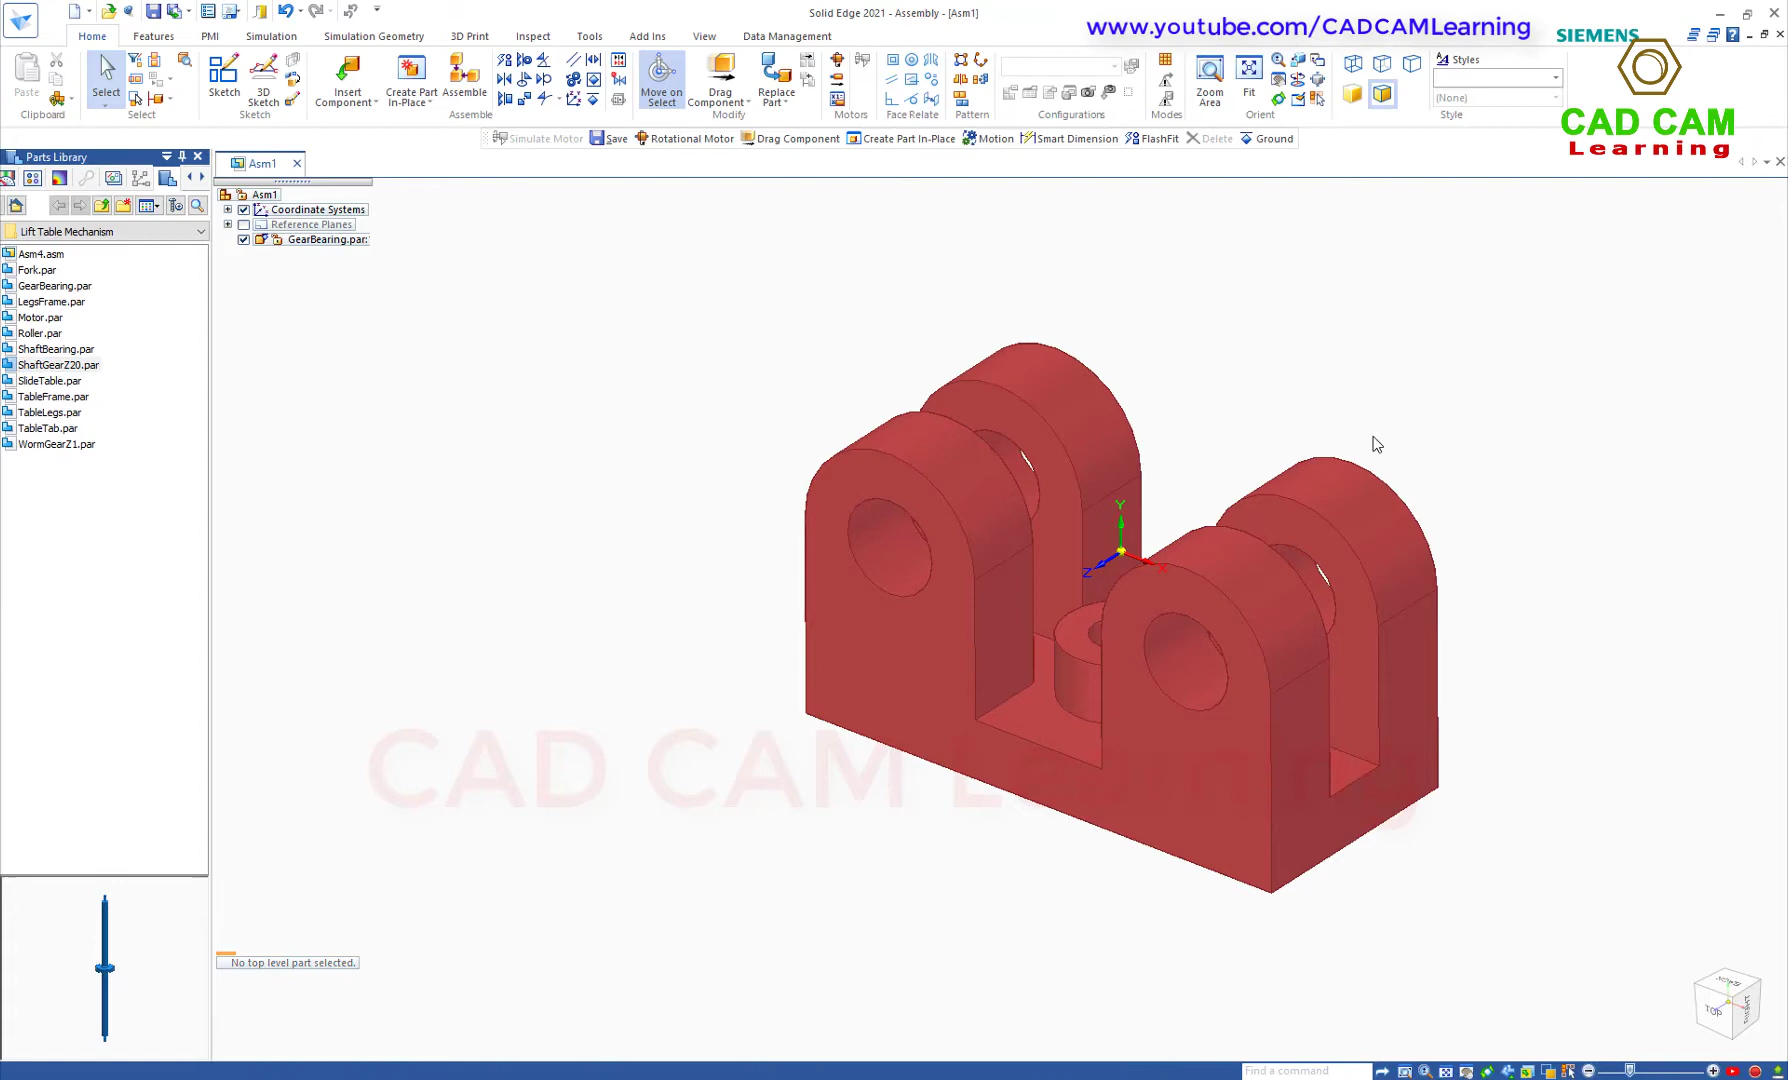 Solid Edge 2021 - Assembly - [Asm1]
www.youtube.com/CADCAMLearning
SIEMENS
Home Features PMI Simulation Simulation Geometry 3D Print Inspect Tools Add Ins View Data Management
Paste
Clipboard
Select
Select
Sketch
3D Sketch
Sketch
Insert Component
Create Part In-Place
Assemble
Assemble
Move on Select
Drag Component
Replace Part
Modify
Motors
Face Relate
Pattern
Configurations
Zoom Area
Fit
Orient
Styles
(None)
Style
CAD CAM
Learning
Simulate Motor Save Rotational Motor Drag Component Create Part In-Place Motion Smart Dimension FlashFit Delete Ground
Parts Library
Asm1
Asm1
Coordinate Systems
Reference Planes
GearBearing.par:
Lift Table Mechanism
Asm4.asm
Fork.par
GearBearing.par
LegsFrame.par
Motor.par
Roller.par
ShaftBearing.par
ShaftGearZ20.par
SlideTable.par
TableFrame.par
TableLegs.par
TableTab.par
WormGearZ1.par
Y
Z
X
CAD CAM Learning
No top level part selected.
TOP
RIGHT
Find a command